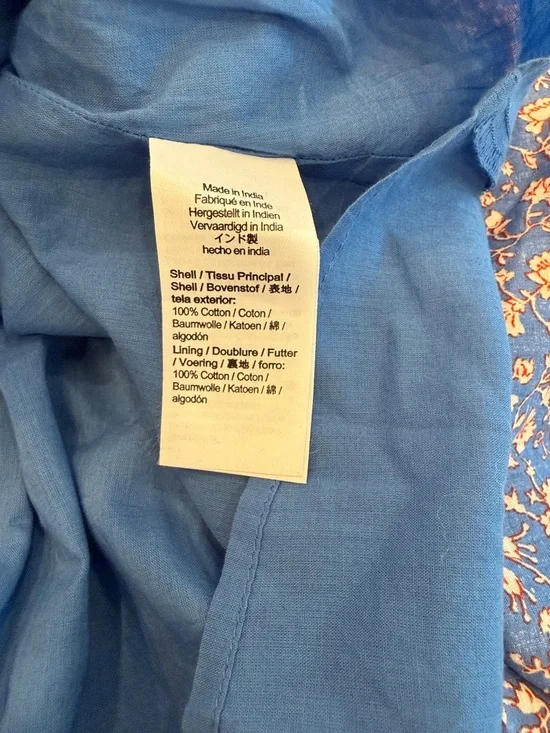 Made in India
Fabriqué en Inde
Hergestellt in Indien
Vervaardigd in India
インド製
hecho en india
Shell / Tissu Principal /
Shell / Bovenstof / 表地 /
tela exterior:
100% Cotton / Coton /
Baumwolle / Katoen / 綿 /
algodón
Lining / Doublure / Futter
/ Voering / 裏地 / forro:
100% Cotton / Coton /
Baumwolle / Katoen / 綿 /
algodón